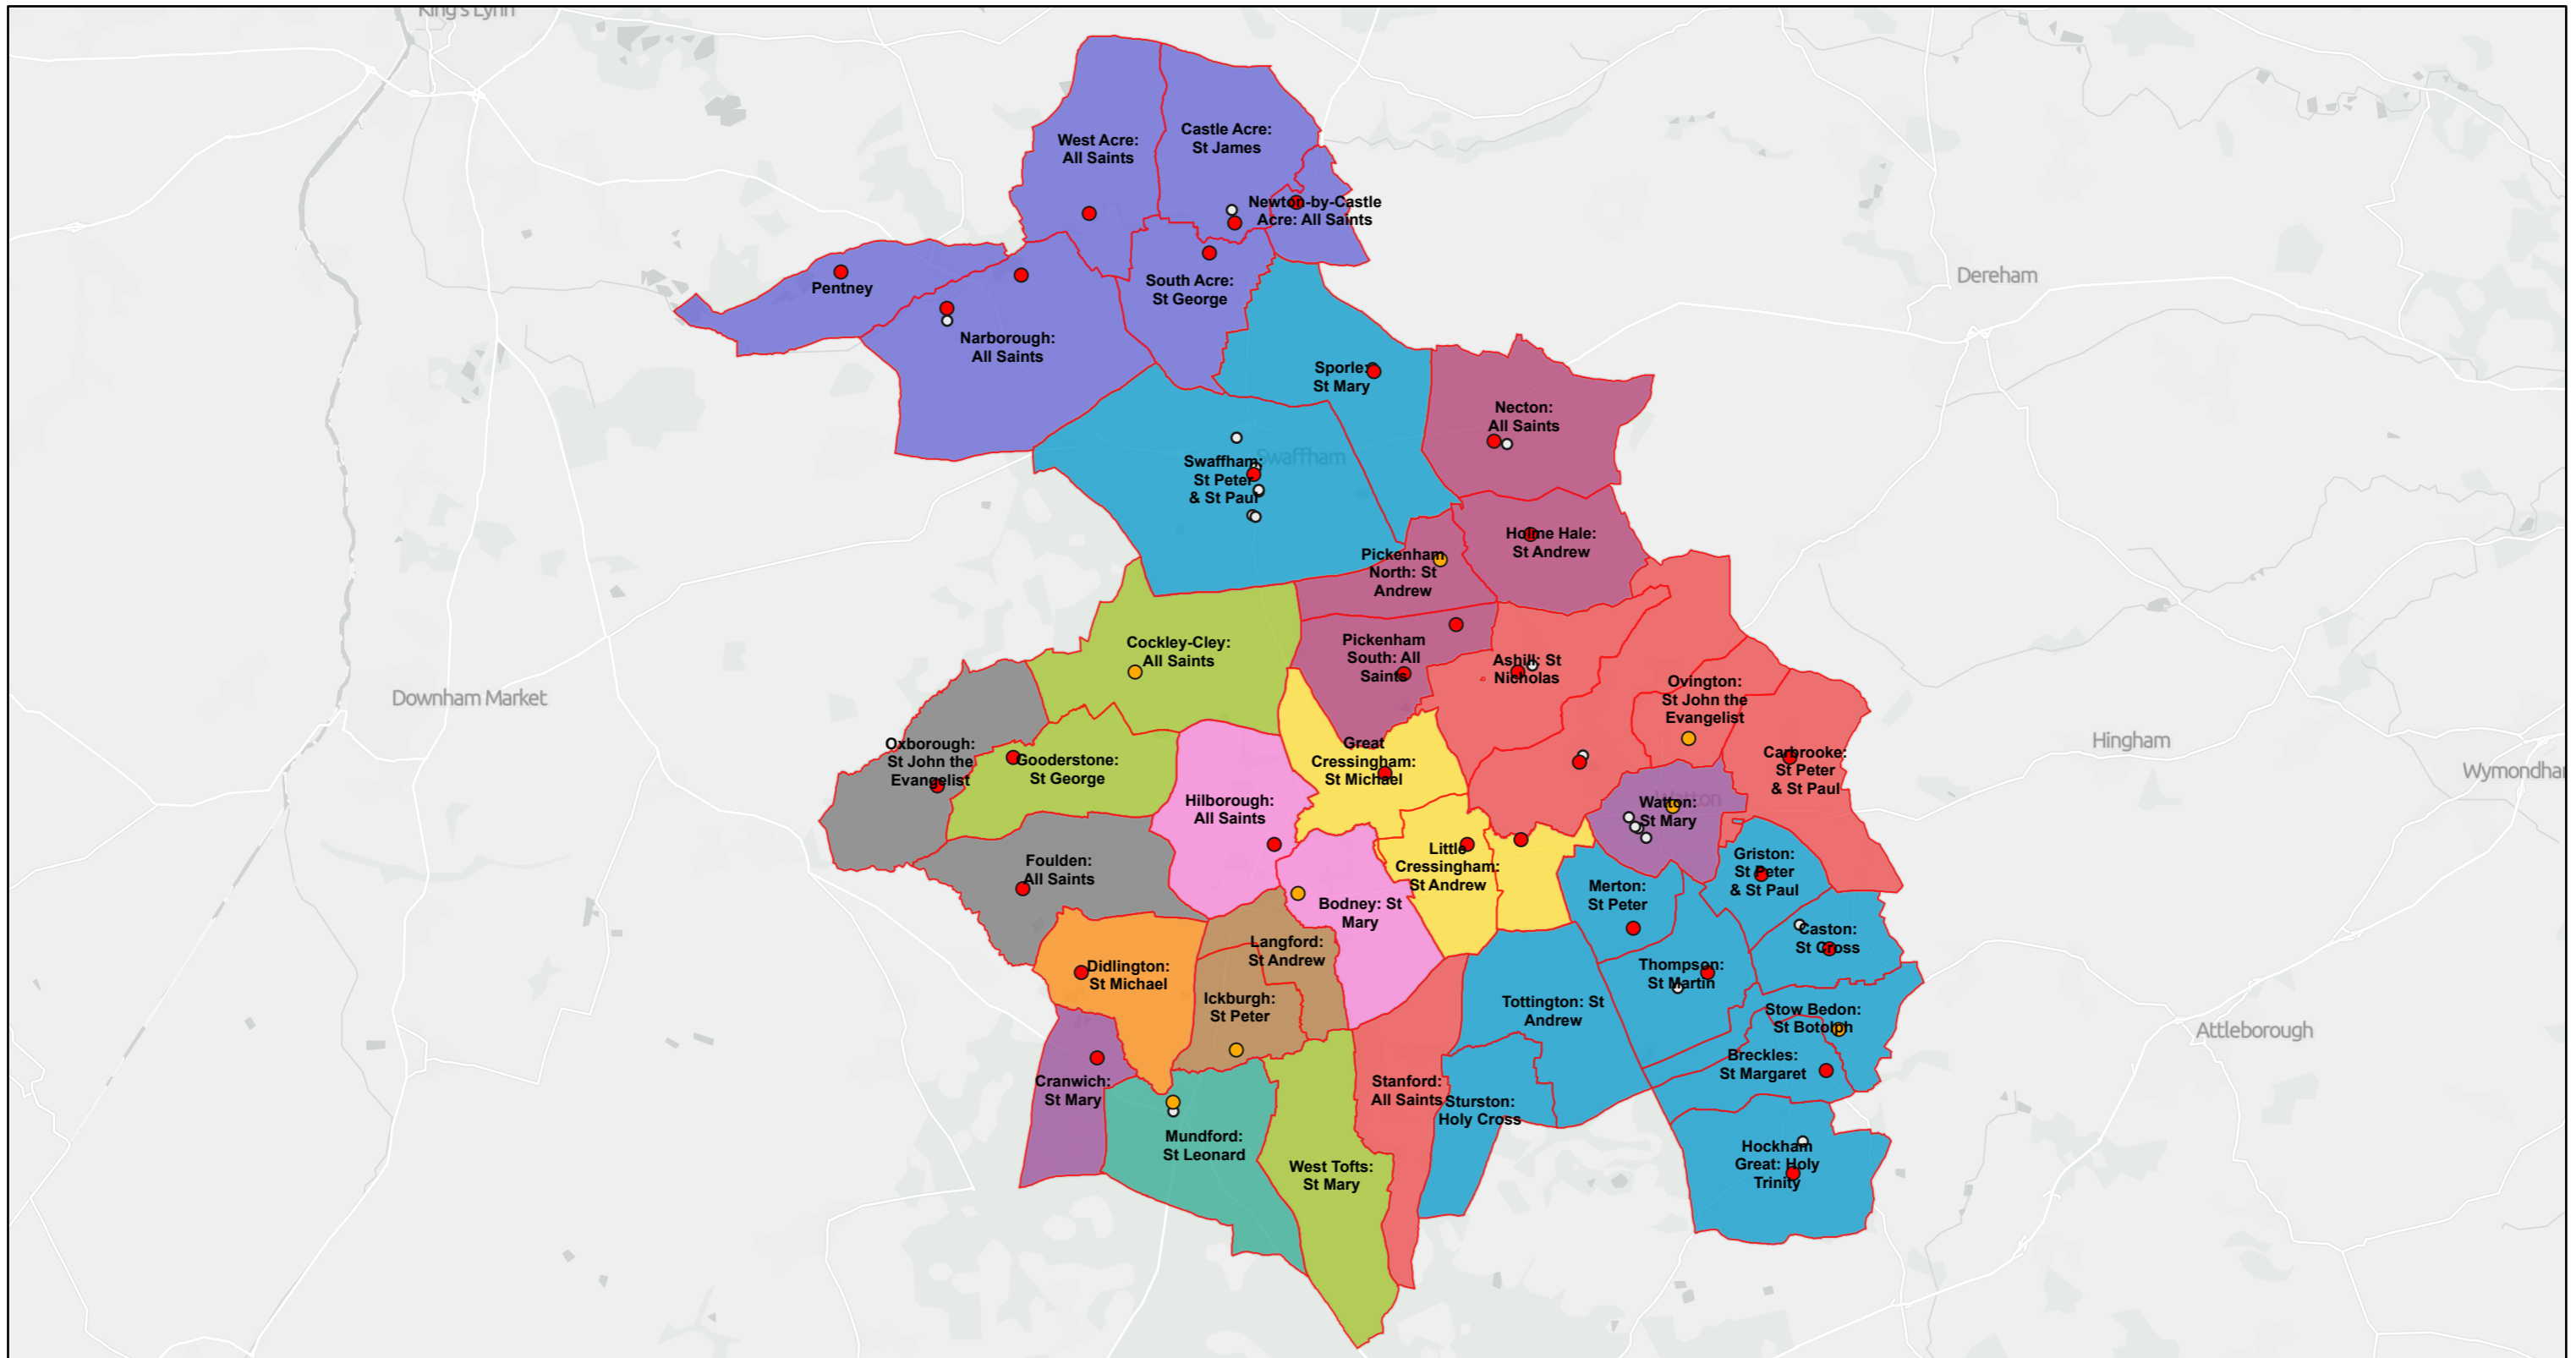 King's Lynn
West Acre:
All Saints
Castle Acre:
St James
Newton-by-Castle
Acre: All Saints
Pentney
South Acre:
St George
Narborough:
All Saints
Dereham
Sporle:
St Mary
Necton:
All Saints
Swaffham
Swaffham:
St Peter
& St Paul
Holme Hale:
St Andrew
Pickenham
North: St
Andrew
Cockley-Cley:
All Saints
Pickenham
South: All
Saints
Ashill: St
Nicholas
Ovington:
St John the
Evangelist
Downham Market
Oxborough:
St John the
Evangelist
Gooderstone:
St George
Great
Cressingham:
St Michael
Carbrooke:
St Peter
& St Paul
Hingham
Wymondha
Hilborough:
All Saints
Watton
Watton:
St Mary
Foulden:
All Saints
Little
Cressingham:
St Andrew
Griston:
St Peter
& St Paul
Merton:
St Peter
Bodney: St
Mary
Caston:
St Cross
Langford:
St Andrew
Didlington:
St Michael
Thompson:
St Martin
Ickburgh:
St Peter
Tottington: St
Andrew
Stow Bedon:
St Botolph
Attleborough
Breckles:
St Margaret
Cranwich:
St Mary
Stanford:
All Saints
Sturston:
Holy Cross
Mundford:
St Leonard
West Tofts:
St Mary
Hockham
Great: Holy
Trinity